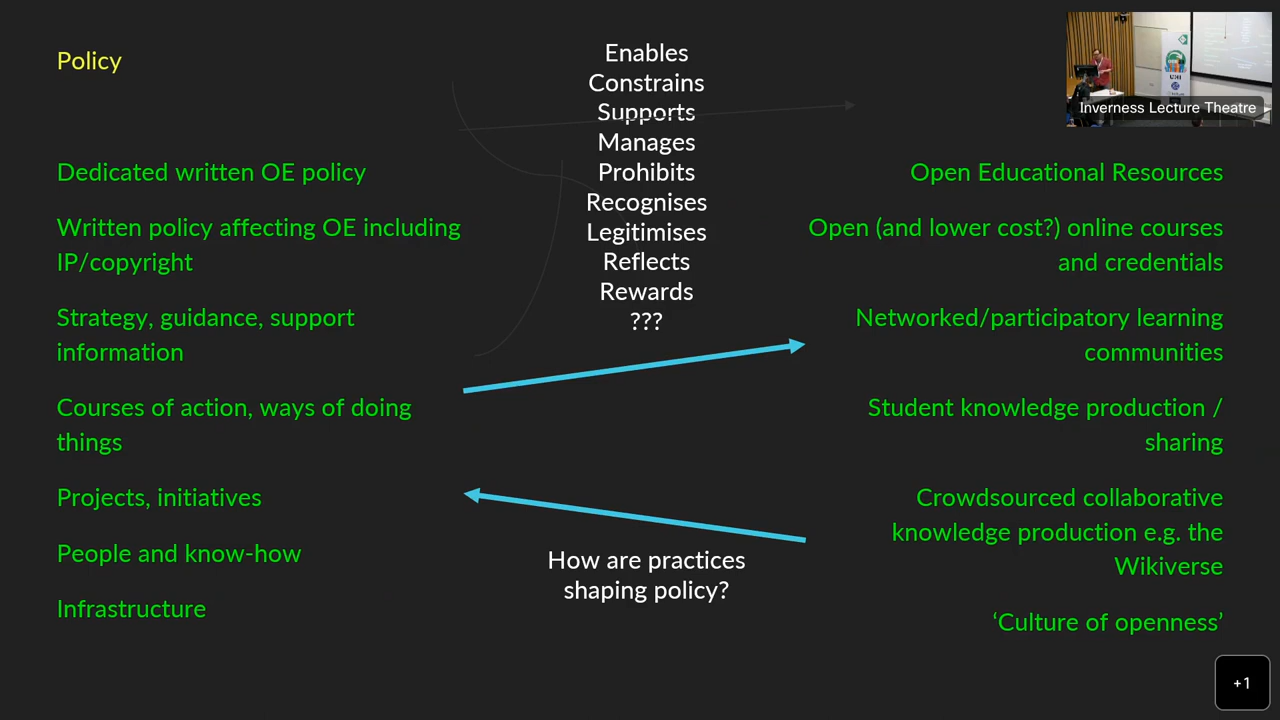 Policy
Dedicated written OE policy
Written policy affecting OE including
IP/copyright
Strategy, guidance, support
information
Courses of action, ways of doing
things
Projects, initiatives
People and know-how
Infrastructure
Enables
Constrains
Supports
Manages
Prohibits
Recognises
Legitimises
Reflects
Rewards
???
How are practices
shaping policy?
Open Educational Resources
Open (and lower cost?) online courses
and credentials
Networked/participatory learning
communities
Student knowledge production /
sharing
Crowdsourced collaborative
knowledge production e.g. the
Wikiverse
‘Culture of openness’
UHI
Inverness Lecture Theatre
+1